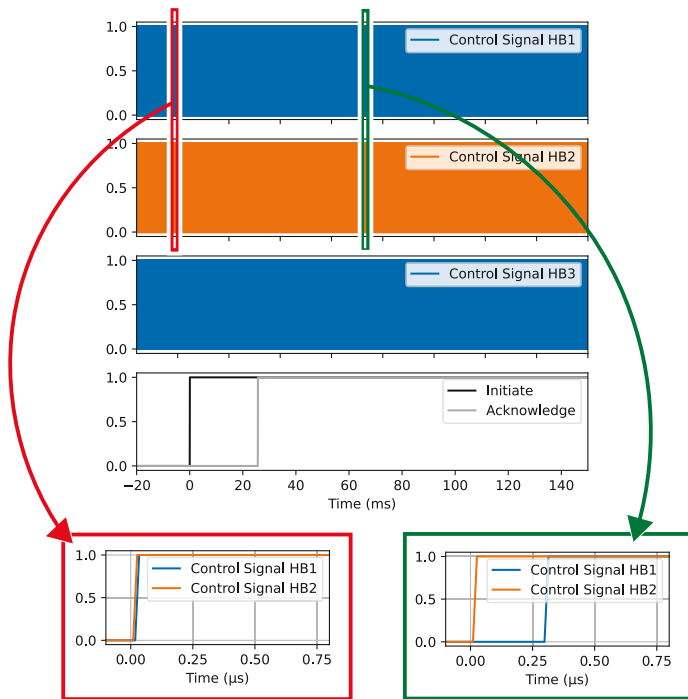 1.0
Control Signal HB1
0.5
0.0
1.0
Control Signal HB2
0.5
0.0
1.0
Control Signal HB3
0.5
0.0
1.0
Initiate
Acknowledge
0.5
0.0
−20 0 20 40 60 80 100 120 140
Time (ms)
1.0
Control Signal HB1
Control Signal HB2
0.5
0.0
0.00 0.25 0.50 0.75
Time (µs)
1.0
Control Signal HB1
Control Signal HB2
0.5
0.0
0.00 0.25 0.50 0.75
Time (µs)